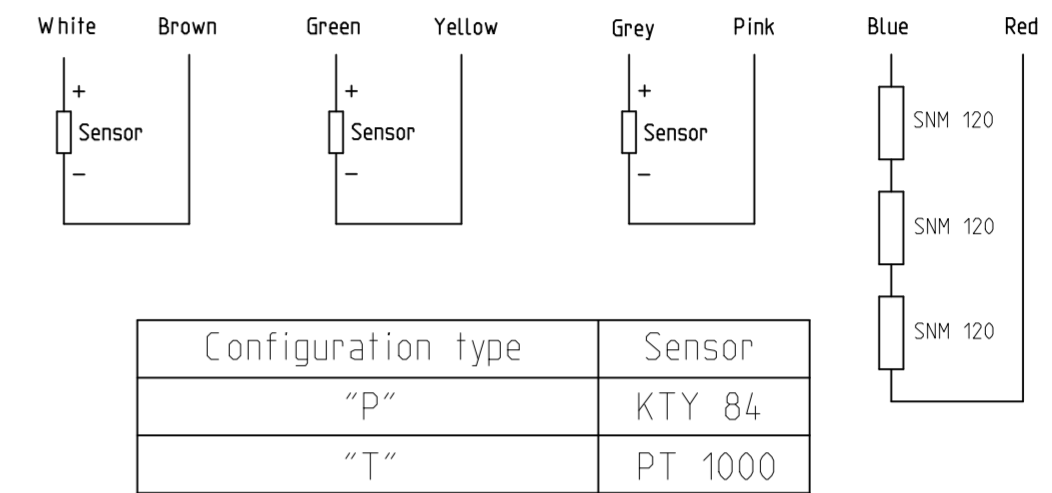 White Brown Green Yellow Grey Pink Blue Red
+ + +
Sensor Sensor Sensor SNM 120
− − −
SNM 120
SNM 120
Configuration type Sensor
"P" KTY 84
"T" PT 1000